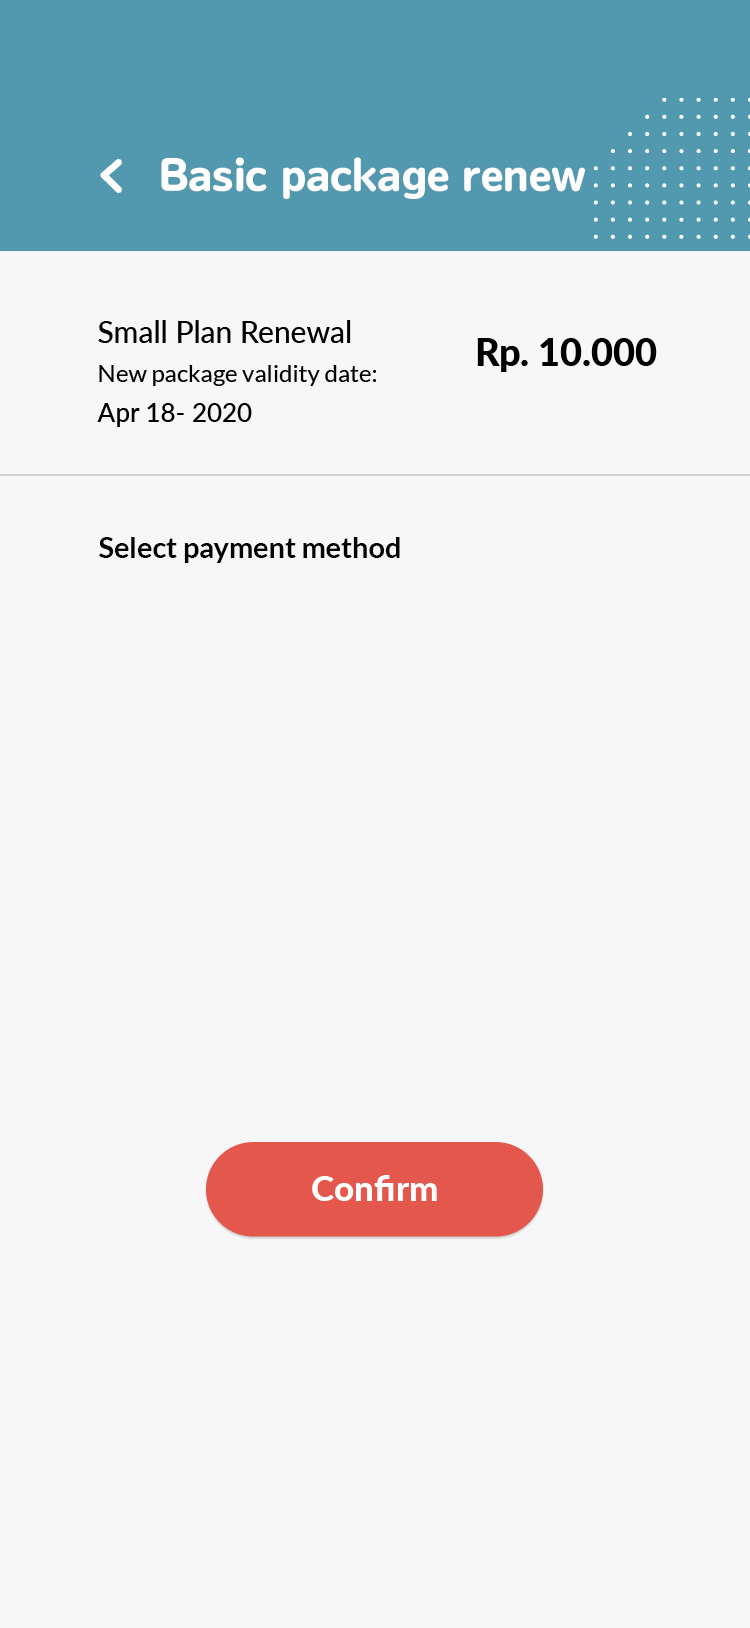 Basic package renew
Small Plan Renewal
Rp. 10.000
New package validity date:
Apr 18- 2020
Select payment method
Confirm